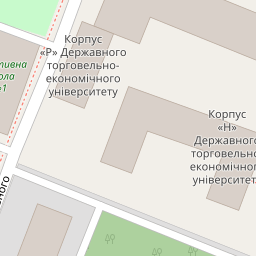 Корпус
«Р» Державного
торговельно-
економічного
університету
Корпус
«Н»
Державного
торговельно-
економічного
університету